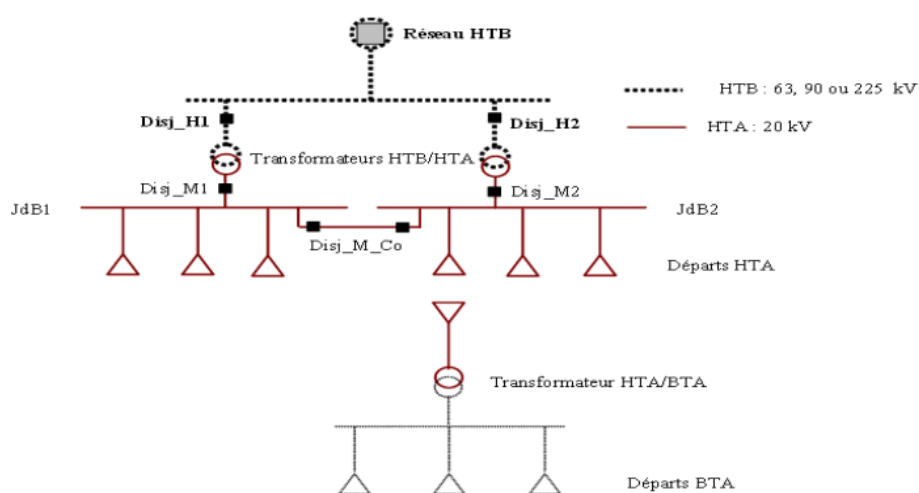 Réseau HTB
HTB : 63, 90 ou 225 kV
Disj_H1
Disj_H2
HTA : 20 kV
Transformateurs HTB/HTA
Disj_M1
Disj_M2
JdB1
JdB2
Disj_M_Co
Départs HTA
Transformateur HTA/BTA
Départs BTA